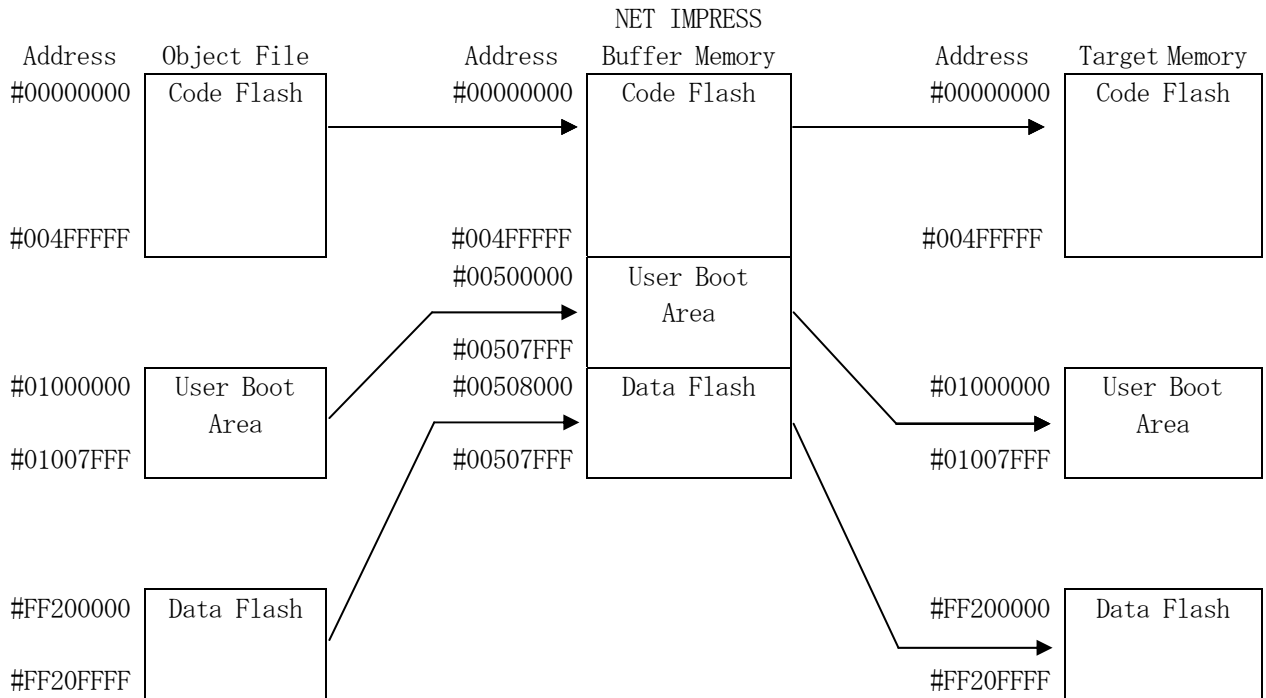 NET IMPRESS
Address Object File Address Buffer Memory Address Target Memory
#00000000 Code Flash #00000000 Code Flash #00000000 Code Flash
#004FFFFF #004FFFFF #004FFFFF
#00500000 User Boot
Area
#00507FFF
#01000000 User Boot #00508000 Data Flash #01000000 User Boot
Area Area
#01007FFF #00507FFF #01007FFF
#FF200000 Data Flash #FF200000 Data Flash
#FF20FFFF #FF20FFFF